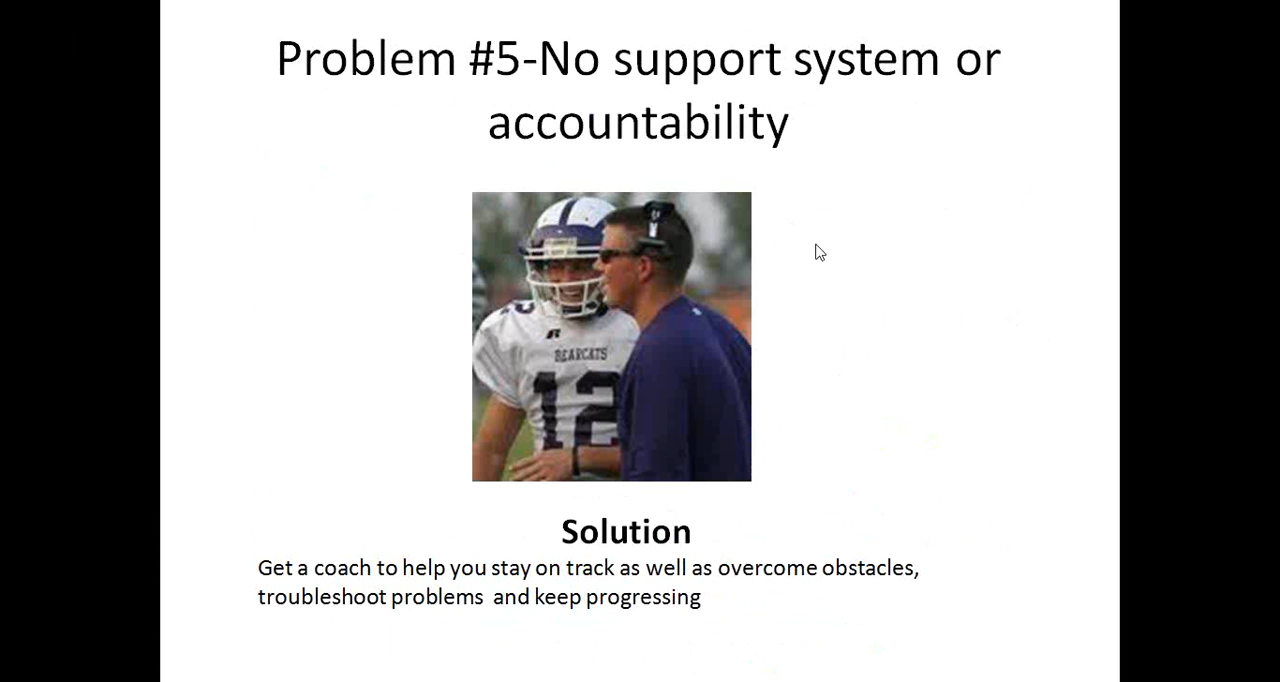 Problem #5-No support system or
accountability
BEARCATS
12
Solution
Get a coach to help you stay on track as well as overcome obstacles,
troubleshoot problems  and keep progressing